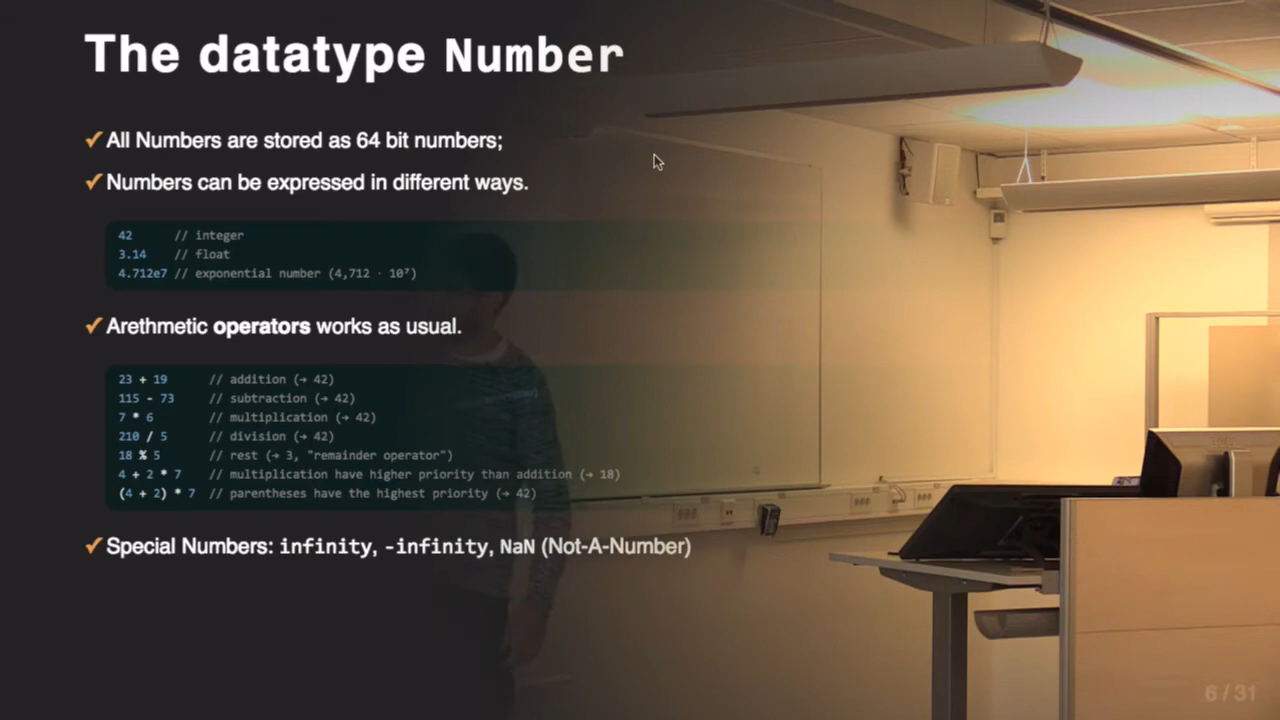 The datatype Number
✓ All Numbers are stored as 64 bit numbers;
✓ Numbers can be expressed in different ways.
42 // integer
3.14 // float
4.712e7 // exponential number (4,712 · 10⁷)
✓ Arethmetic operators works as usual.
23 + 19 // addition (→ 42)
115 - 73 // subtraction (→ 42)
7 * 6 // multiplication (→ 42)
210 / 5 // division (→ 42)
18 % 5 // rest (→ 3, "remainder operator")
4 + 2 * 7 // multiplication have higher priority than addition (→ 18)
(4 + 2) * 7 // parentheses have the highest priority (→ 42)
✓ Special Numbers: infinity, -infinity, NaN (Not-A-Number)
6 / 31